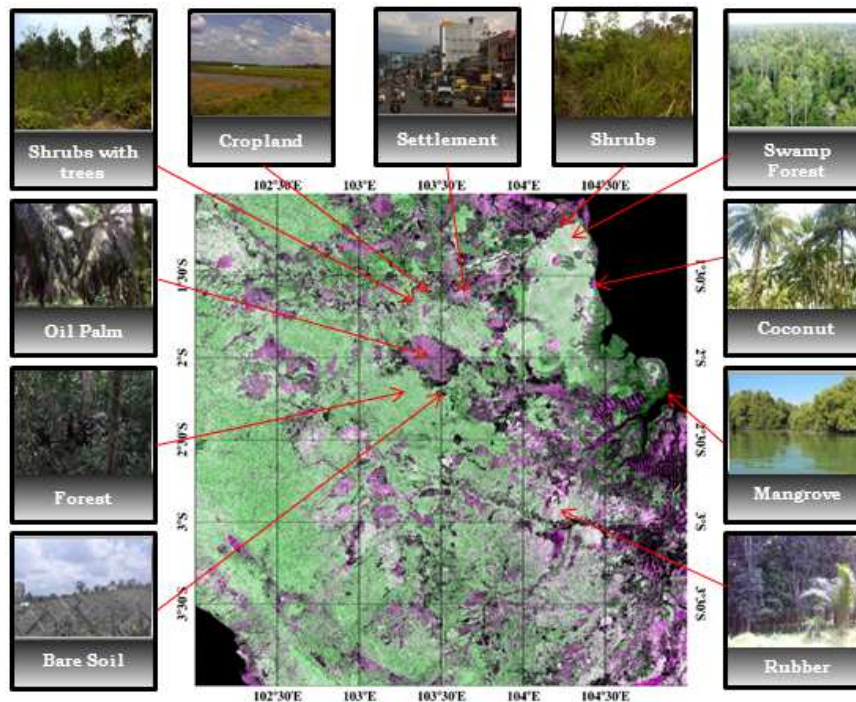 Shrubs with
trees
Cropland
Settlement
Shrubs
Swamp
Forest
102°30'E 103°E 103°30'E 104°E 104°30'E
Oil Palm
Coconut
Forest
Mangrove
Bare Soil
Rubber
1°30'S
2°S
2°30'S
3°S
3°30'S
1°30'S
2°S
2°30'S
3°S
3°30'S
102°30'E 103°E 103°30'E 104°E 104°30'E